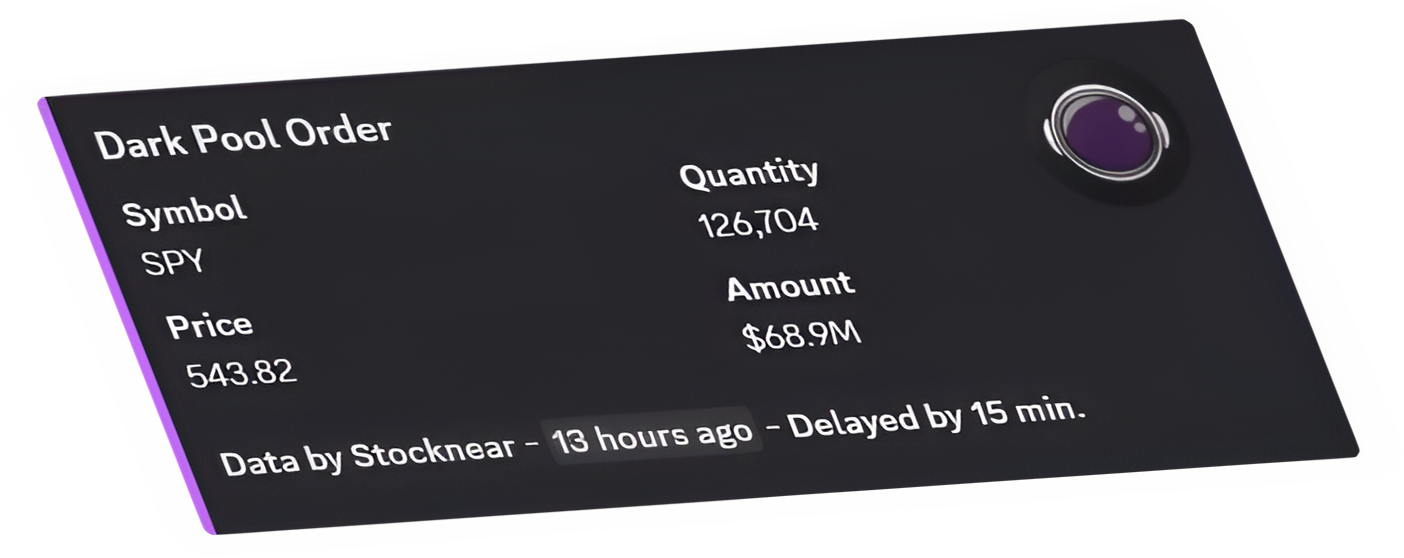 Dark Pool Order
Symbol
SPY
Quantity
126,704
Price
543.82
Amount
$68.9M
Data by Stocknear - 13 hours ago - Delayed by 15 min.